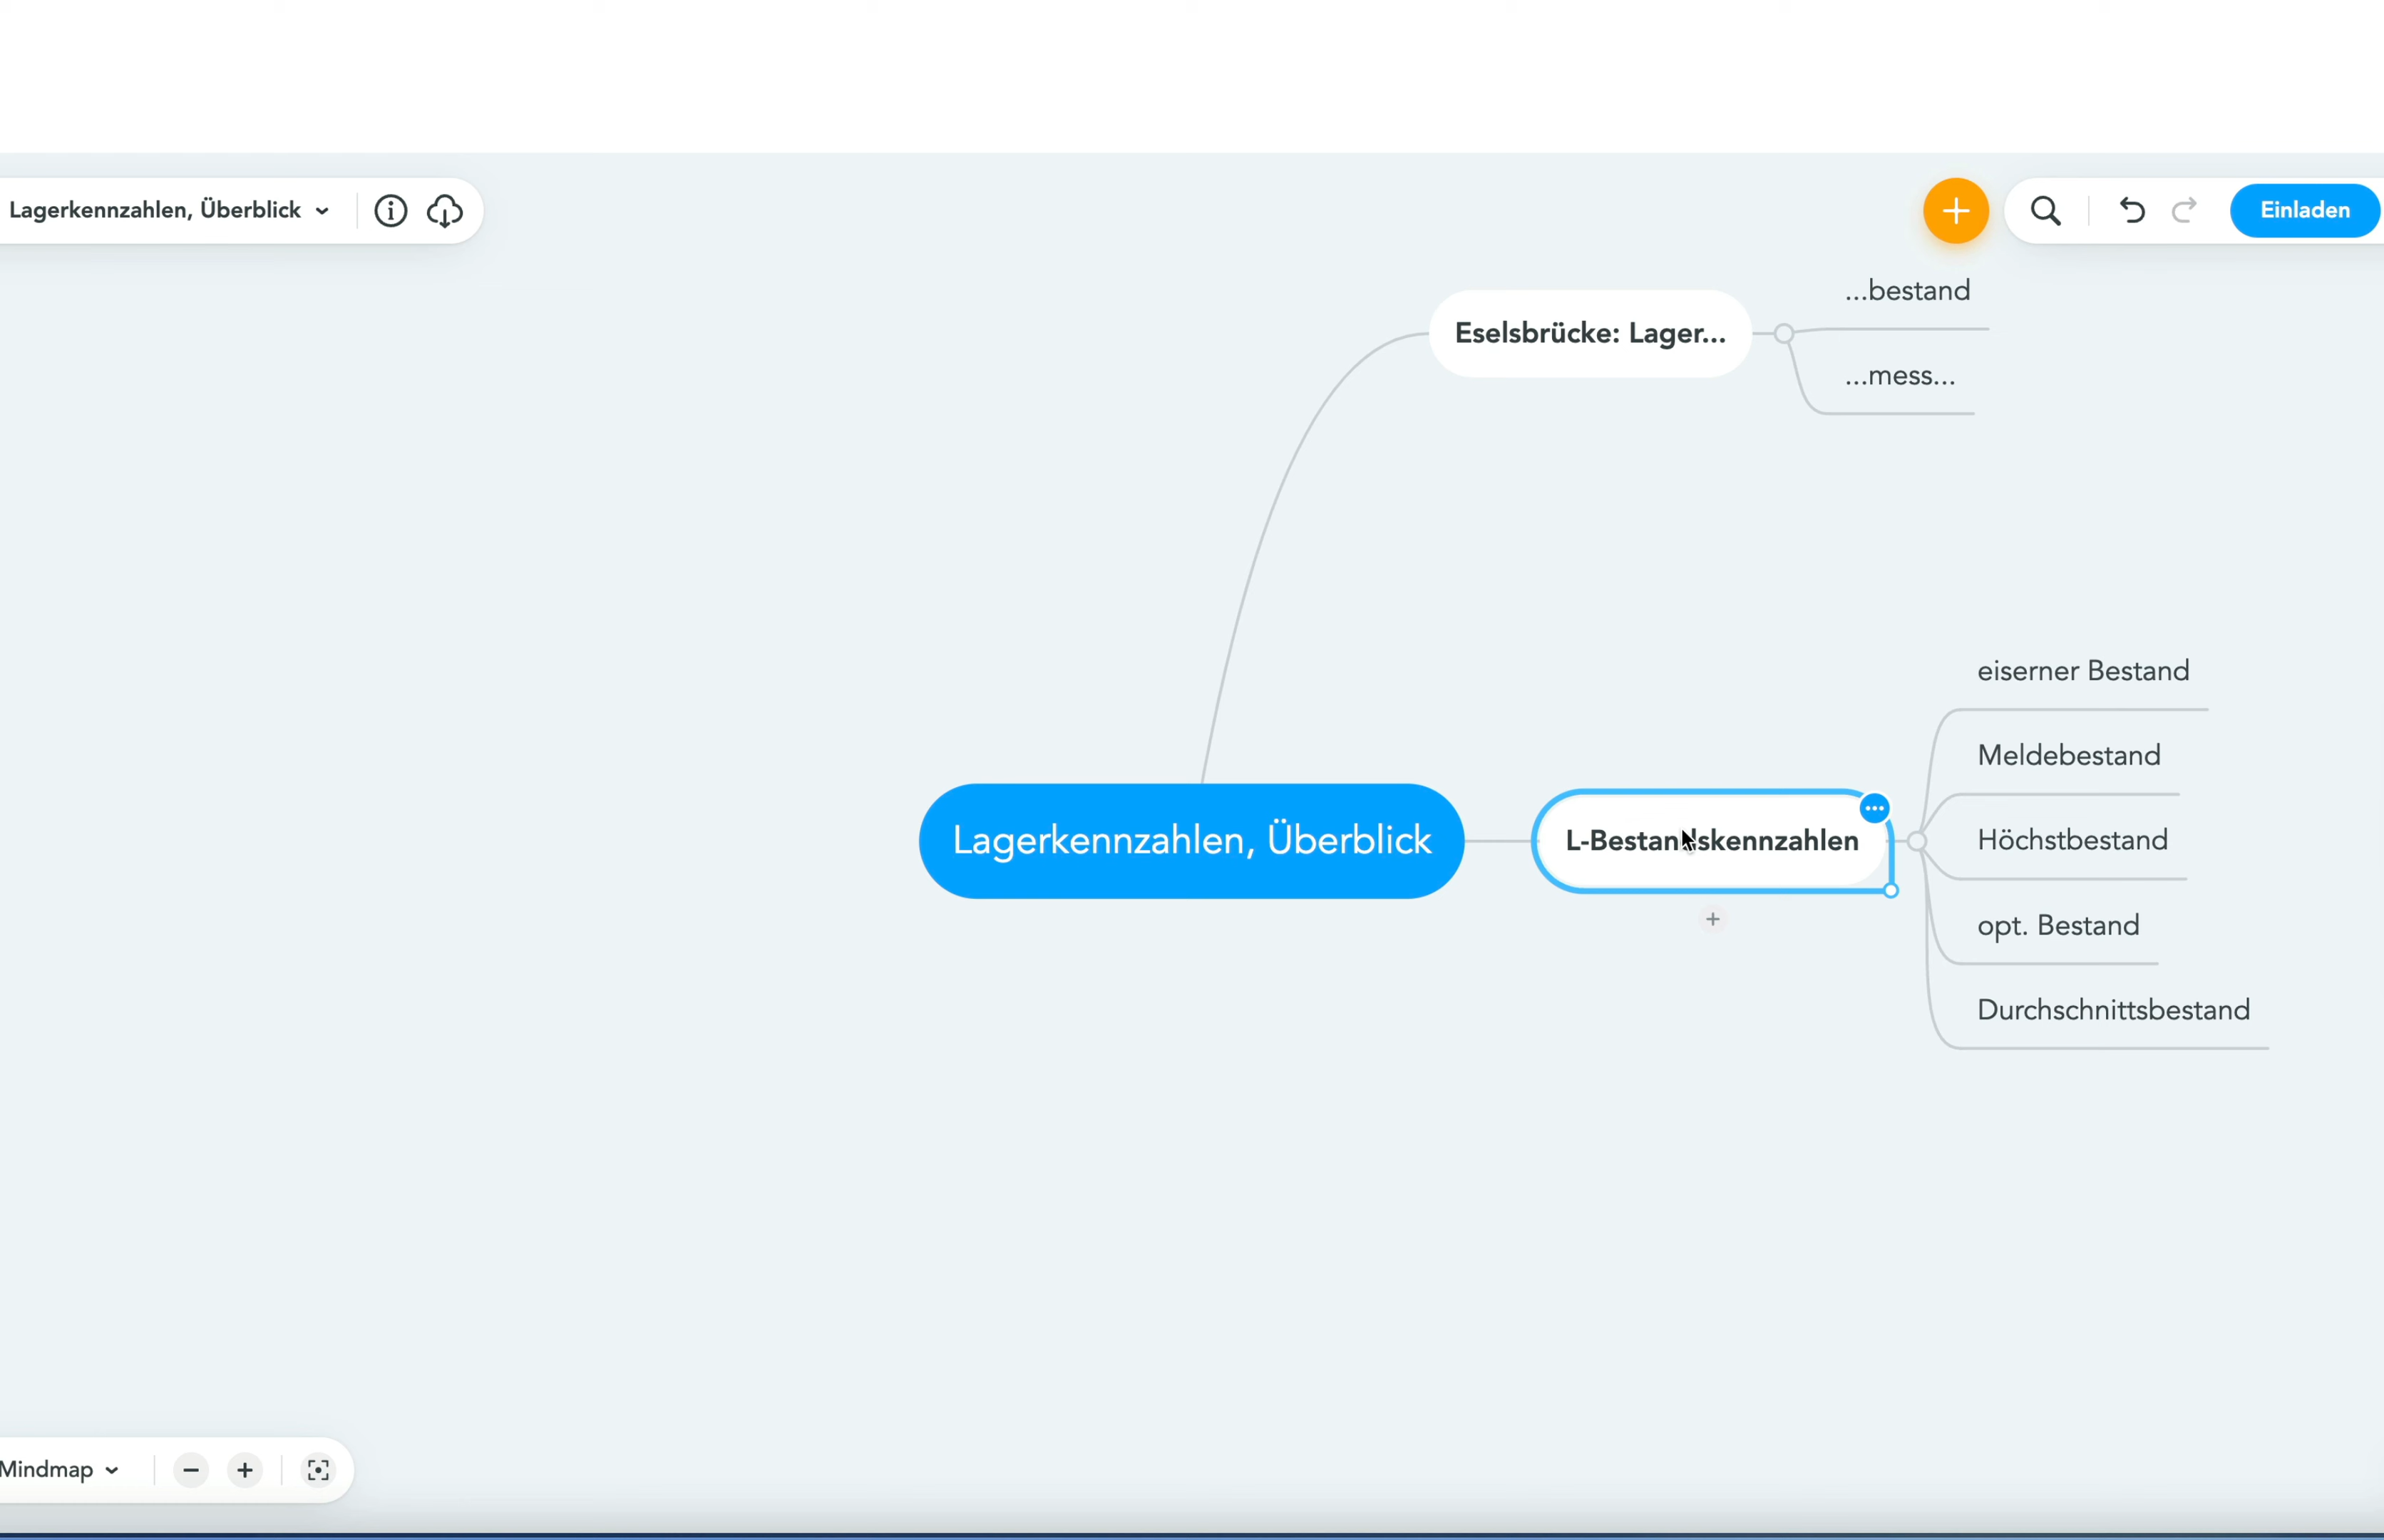 Lagerkennzahlen, Überblick
Einladen
Eselsbrücke: Lager...
...bestand
...mess...
Lagerkennzahlen, Überblick
L-Bestandskennzahlen
eiserner Bestand
Meldebestand
Höchstbestand
opt. Bestand
Durchschnittsbestand
Mindmap